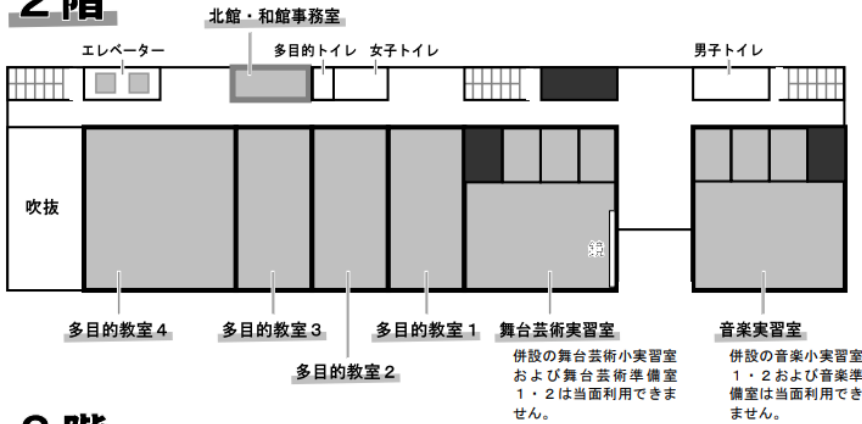 2階
北館・和館事務室
エレベーター
多目的トイレ
女子トイレ
男子トイレ
吹抜
鏡
多目的教室4
多目的教室3
多目的教室2
多目的教室1
舞台芸術実習室
併設の舞台芸術小実習室
および舞台芸術準備室
1・2は当面利用できま
せん。
音楽実習室
併設の音楽小実習室
1・2および音楽準
備室は当面利用でき
ません。
階